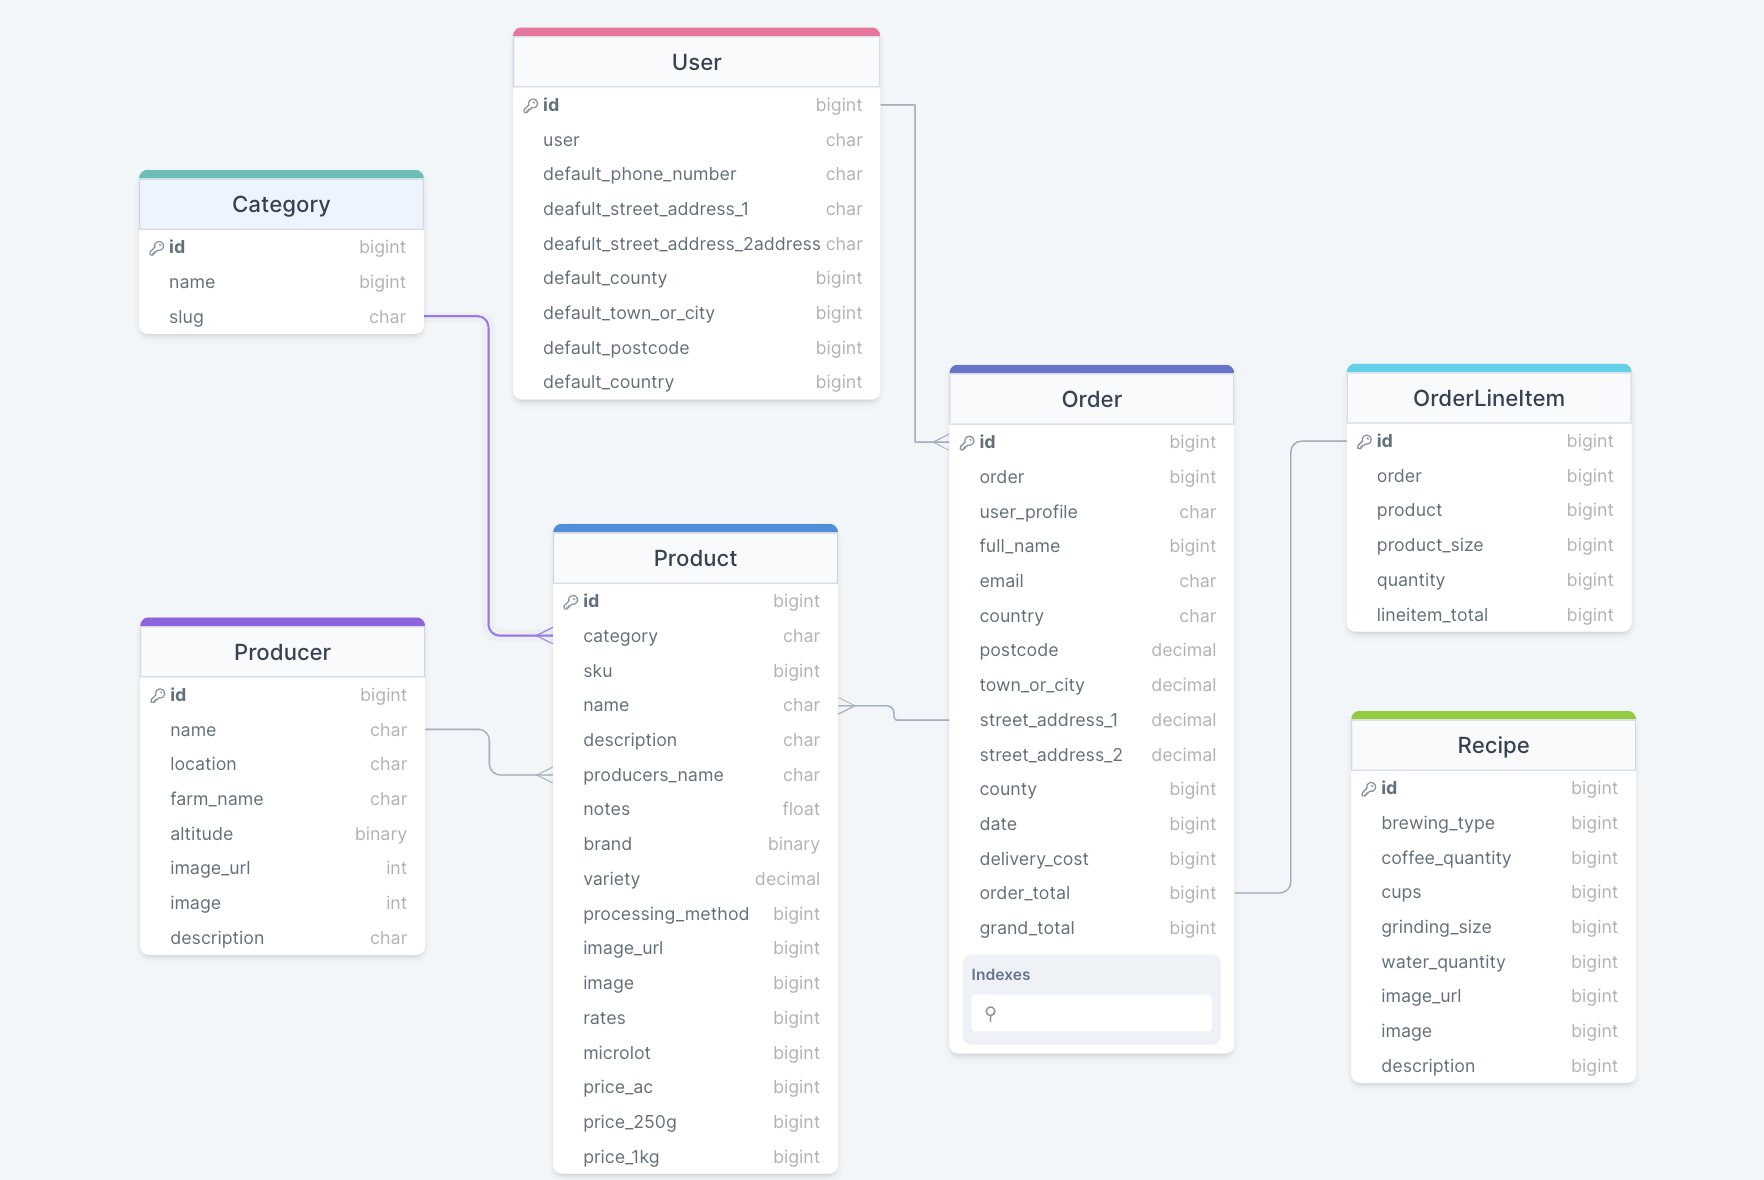 User
id bigint
user char
default_phone_number char
deafult_street_address_1 char
deafult_street_address_2address char
default_county bigint
default_town_or_city bigint
default_postcode bigint
default_country bigint
Category
id bigint
name bigint
slug char
Order
id bigint
order bigint
user_profile char
full_name bigint
email char
country char
postcode decimal
town_or_city decimal
street_address_1 decimal
street_address_2 decimal
county bigint
date bigint
delivery_cost bigint
order_total bigint
grand_total bigint
Indexes
OrderLineItem
id bigint
order bigint
product bigint
product_size bigint
quantity bigint
lineitem_total bigint
Product
id bigint
category char
sku bigint
name char
description char
producers_name char
notes float
brand binary
variety decimal
processing_method bigint
image_url bigint
image bigint
rates bigint
microlot bigint
price_ac bigint
price_250g bigint
price_1kg bigint
Producer
id bigint
name char
location char
farm_name char
altitude binary
image_url int
image int
description char
Recipe
id bigint
brewing_type bigint
coffee_quantity bigint
cups bigint
grinding_size bigint
water_quantity bigint
image_url bigint
image bigint
description bigint